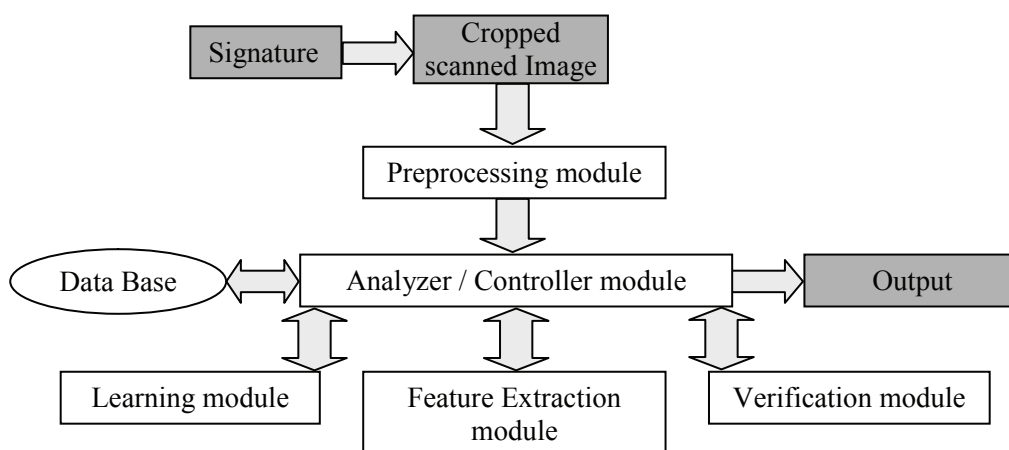 Signature
Cropped
scanned Image
Preprocessing module
Data Base
Analyzer / Controller module
Output
Learning module
Feature Extraction
module
Verification module